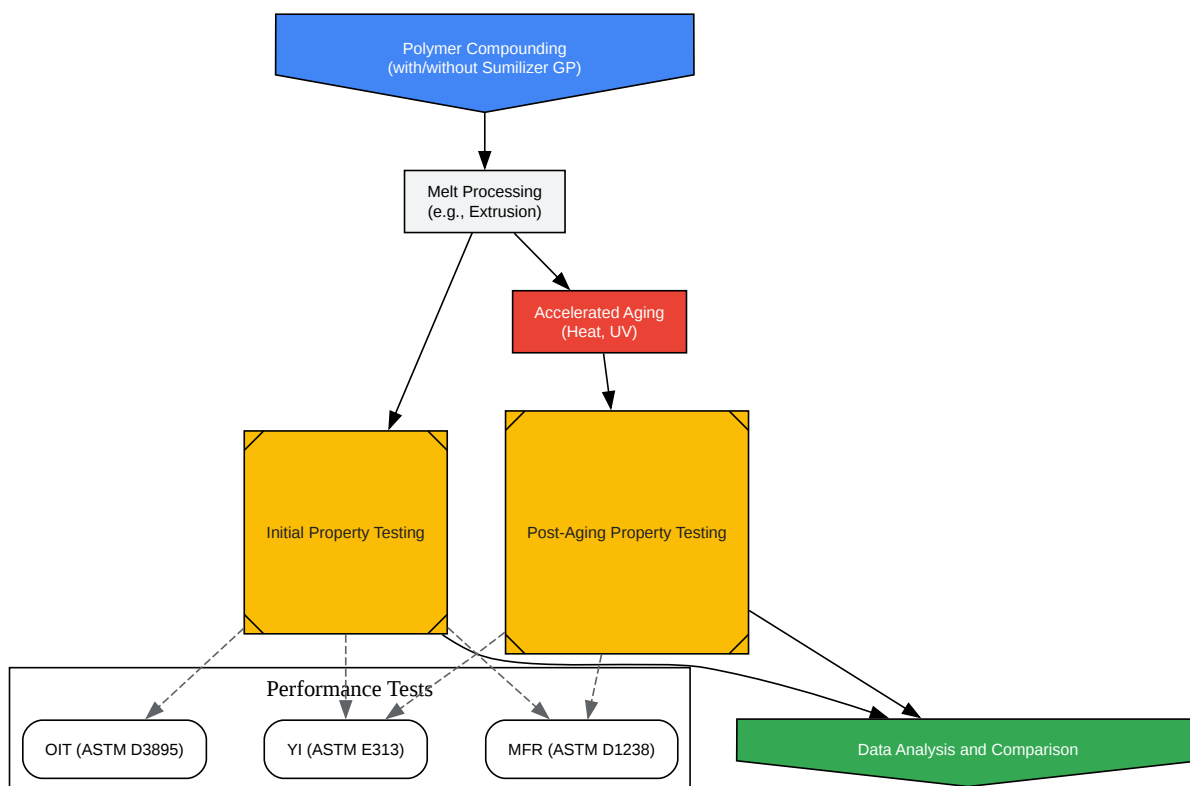 Polymer Compounding
(with/without Sumilizer GP)
Melt Processing
(e.g., Extrusion)
Accelerated Aging
(Heat, UV)
Initial Property Testing
Post-Aging Property Testing
Performance Tests
OIT (ASTM D3895)
YI (ASTM E313)
MFR (ASTM D1238)
Data Analysis and Comparison